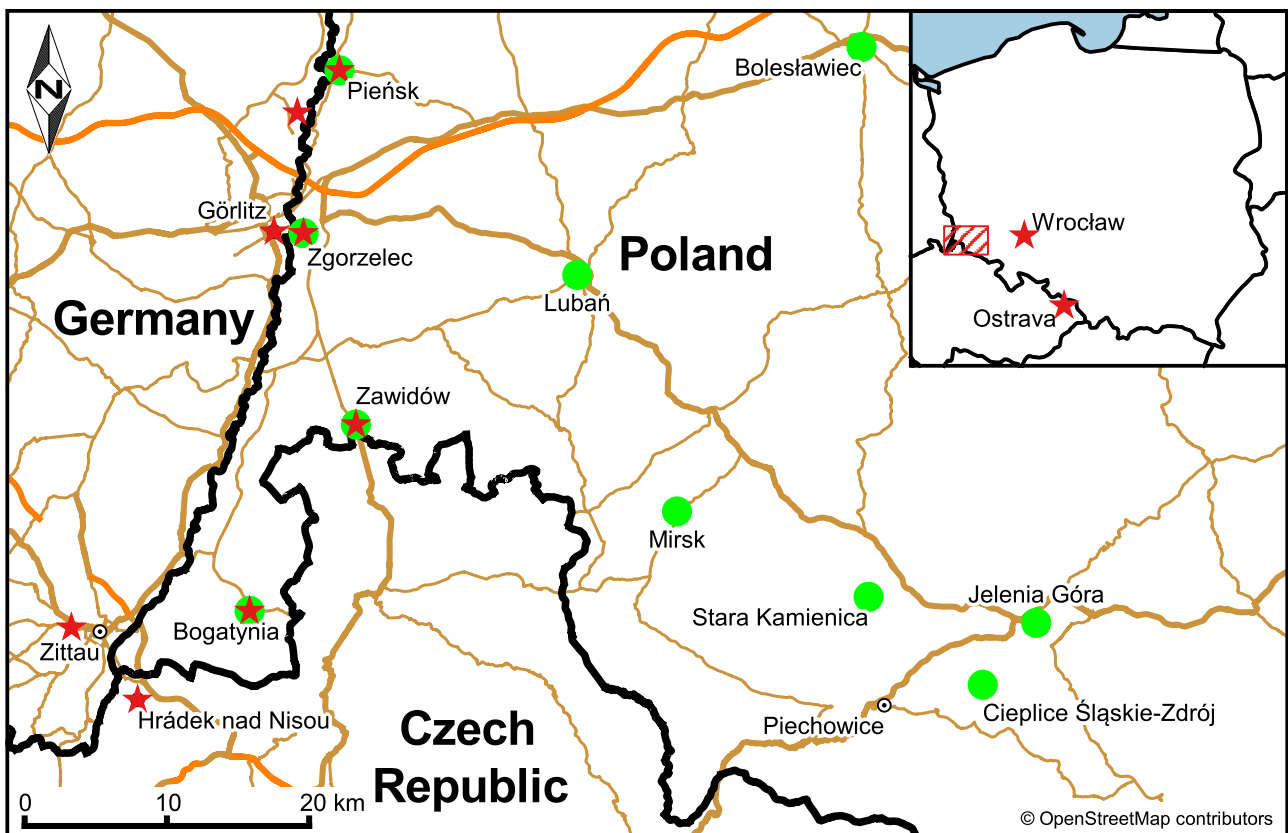 N
Pieńsk
Bolesławiec
Görlitz
Zgorzelec
Poland
Wrocław
Lubań
Germany
Ostrava
Zawidów
Mirsk
Jelenia Góra
Stara Kamienica
Bogatynia
Zittau
Hrádek nad Nisou
Piechowice
Cieplice Śląskie-Zdrój
Czech
Republic
0 10 20 km
© OpenStreetMap contributors